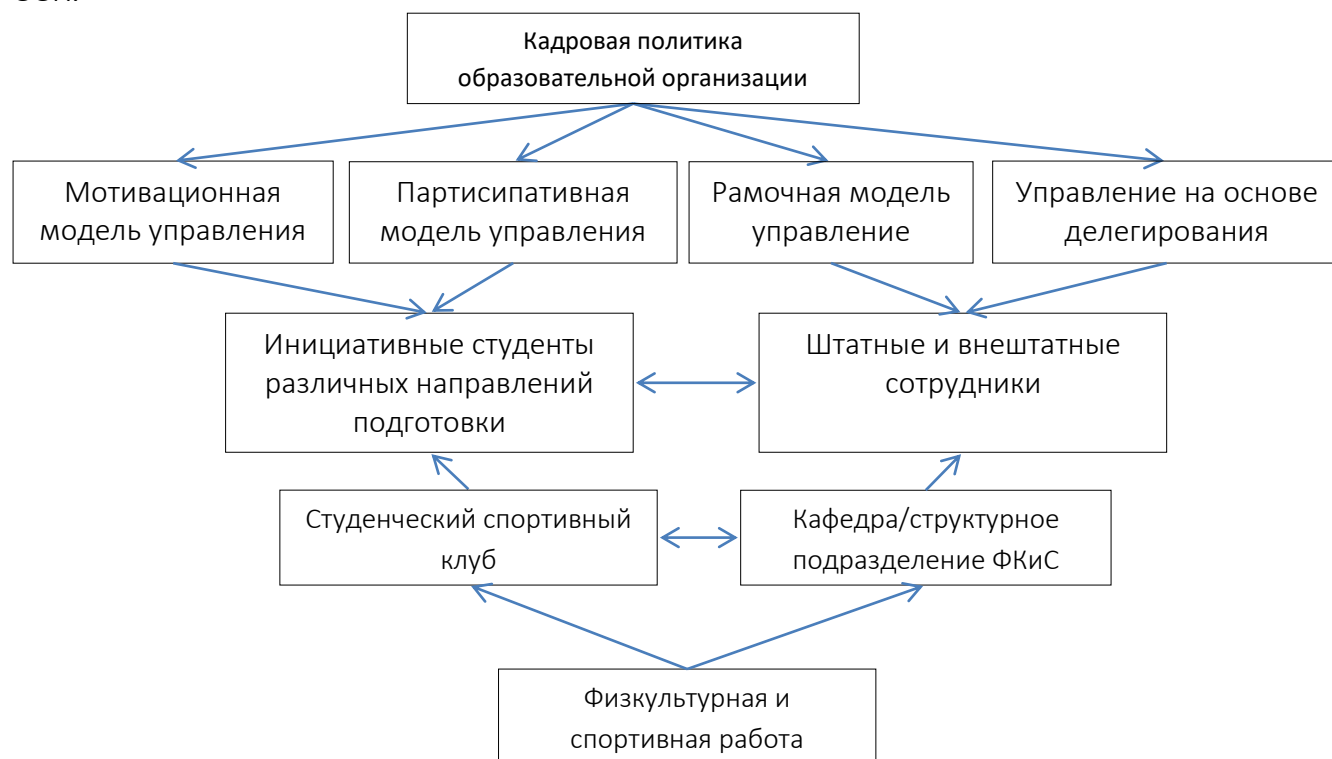 Кадровая политика
образовательной организации
Мотивационная
модель управления
Партисипативная
модель управления
Рамочная модель
управление
Управление на основе
делегирования
Инициативные студенты
различных направлений
подготовки
Штатные и внештатные
сотрудники
Студенческий спортивный
клуб
Кафедра/структурное
подразделение ФКиС
Физкультурная и
спортивная работа